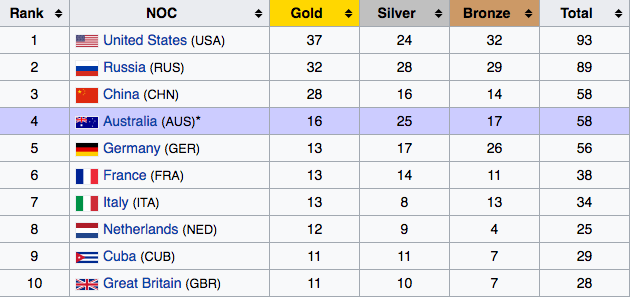 Rank NOC Gold Silver Bronze Total
1 United States (USA) 37 24 32 93
2 Russia (RUS) 32 28 29 89
3 China (CHN) 28 16 14 58
4 Australia (AUS)* 16 25 17 58
5 Germany (GER) 13 17 26 56
6 France (FRA) 13 14 11 38
7 Italy (ITA) 13 8 13 34
8 Netherlands (NED) 12 9 4 25
9 Cuba (CUB) 11 11 7 29
10 Great Britain (GBR) 11 10 7 28